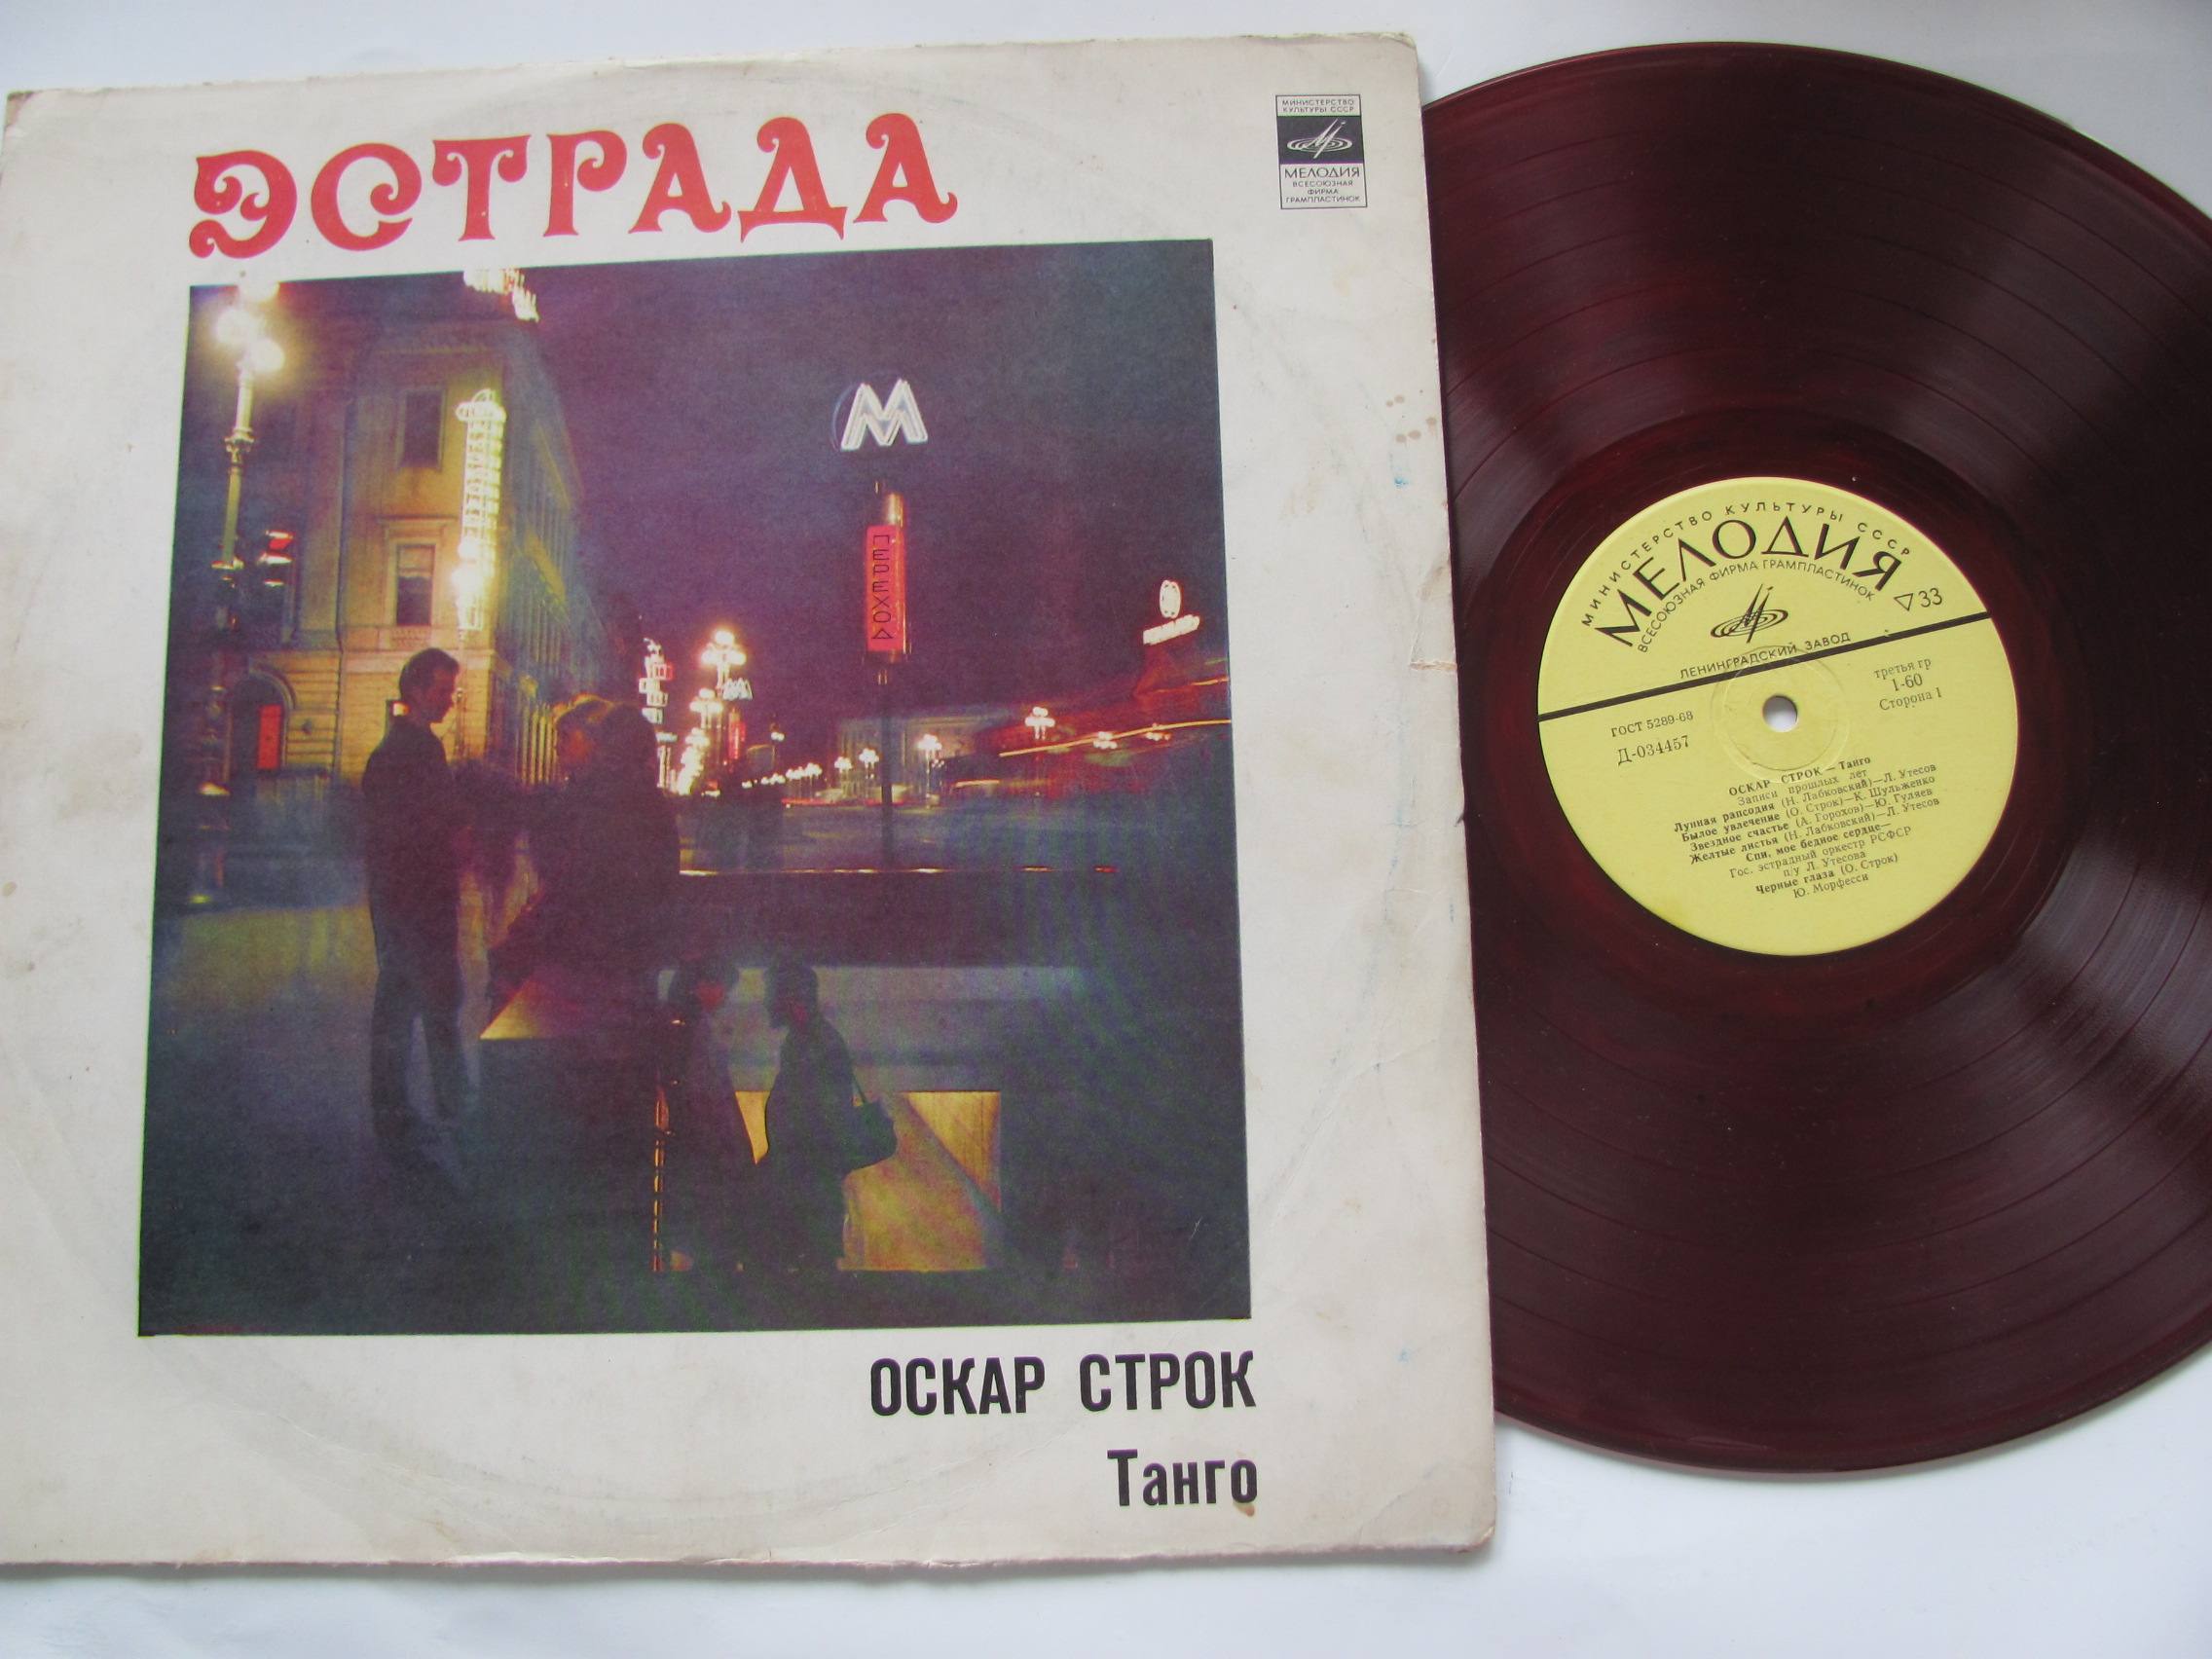 ЭСТРАДА
МИНИСТЕРСТВО
КУЛЬТУРЫ СССР
МЕЛОДИЯ
ВСЕСОЮЗНАЯ
ФИРМА
ГРАМПЛАСТИНОК
М
ПЕРЕХОД
ОСКАР СТРОК
Танго
МИНИСТЕРСТВО КУЛЬТУРЫ СССР
МЕЛОДИЯ
ВСЕСОЮЗНАЯ ФИРМА ГРАМПЛАСТИНОК
33
ЛЕНИНГРАДСКИЙ ЗАВОД
ГОСТ 5289-68
Д-034457
третья гр
1-60
Сторона 1
ОСКАР СТРОК—Танго
Записи прошлых лет
Лунная рапсодия (Н. Лабковский)—Л. Утесов
Былое увлечение (О. Строк)—К. Шульженко
Звездное счастье (А. Горохов)—Ю. Гуляев
Желтые листья (Н. Лабковский)—Л. Утесов
Спи, мое бедное сердце—
Гос. эстрадный оркестр РСФСР
п/у Л. Утесова
Черные глаза (О. Строк)
Ю. Морфесси